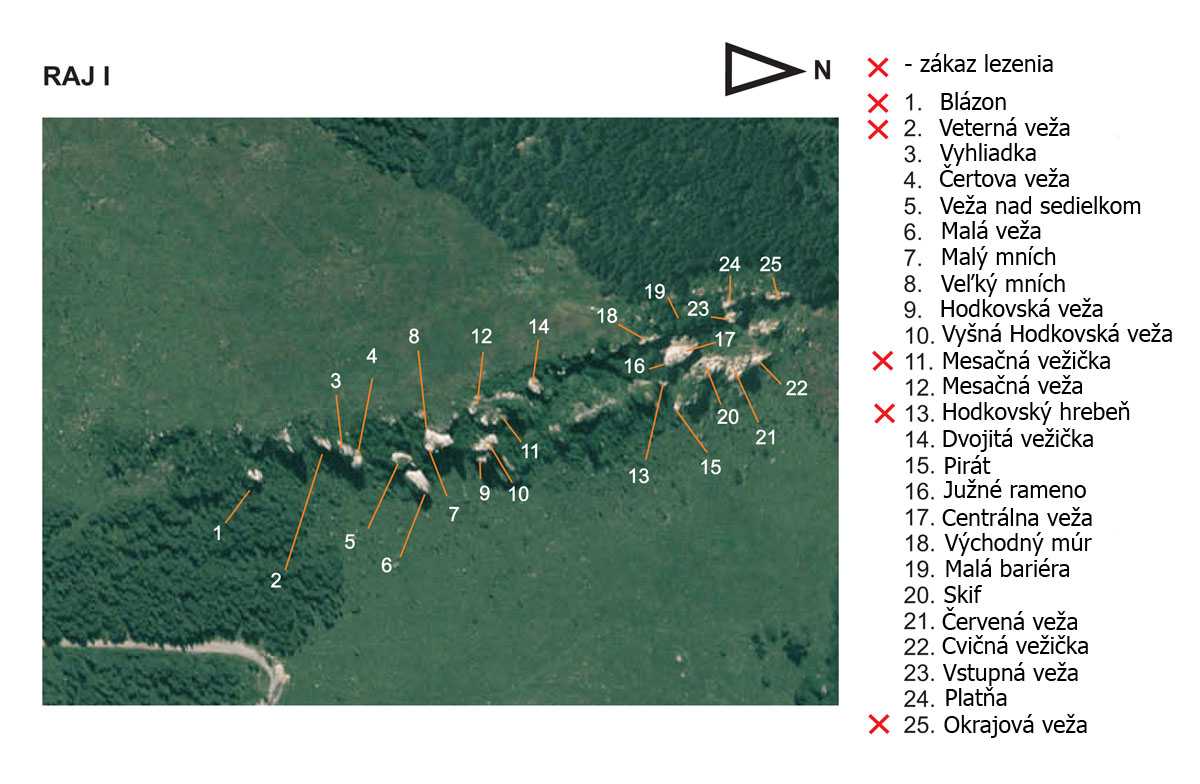 RAJ I
N
- zákaz lezenia
1. Blázon
2. Veterná veža
3. Vyhliadka
4. Čertova veža
5. Veža nad sedielkom
6. Malá veža
7. Malý mních
8. Veľký mních
9. Hodkovská veža
10. Vyšná Hodkovská veža
11. Mesačná vežička
12. Mesačná veža
13. Hodkovský hrebeň
14. Dvojitá vežička
15. Pirát
16. Južné rameno
17. Centrálna veža
18. Východný múr
19. Malá bariéra
20. Skif
21. Červená veža
22. Cvičná vežička
23. Vstupná veža
24. Platňa
25. Okrajová veža
24
25
19
23
18
14
12
8
17
16
4
3
22
20
21
11
15
13
10
9
7
1
5
6
2